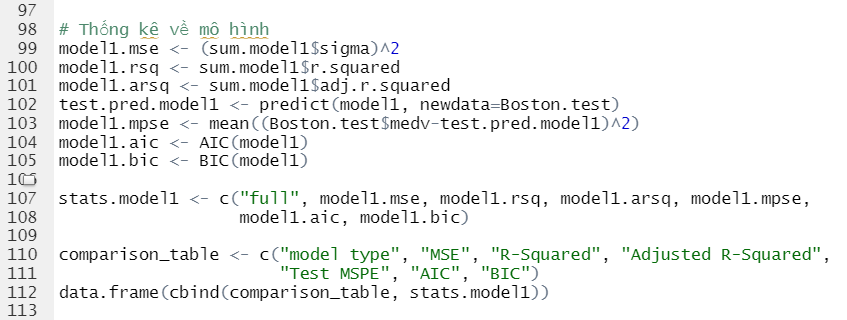 97
98 # Thống kê về mô hình
99 model1.mse <- (sum.model1$sigma)^2
100 model1.rsq <- sum.model1$r.squared
101 model1.arsq <- sum.model1$adj.r.squared
102 test.pred.model1 <- predict(model1, newdata=Boston.test)
103 model1.mpse <- mean((Boston.test$medv-test.pred.model1)^2)
104 model1.aic <- AIC(model1)
105 model1.bic <- BIC(model1)
106
107 stats.model1 <- c("full", model1.mse, model1.rsq, model1.arsq, model1.mpse,
108 model1.aic, model1.bic)
109
110 comparison_table <- c("model type", "MSE", "R-Squared", "Adjusted R-Squared",
111 "Test MSPE", "AIC", "BIC")
112 data.frame(cbind(comparison_table, stats.model1))
113